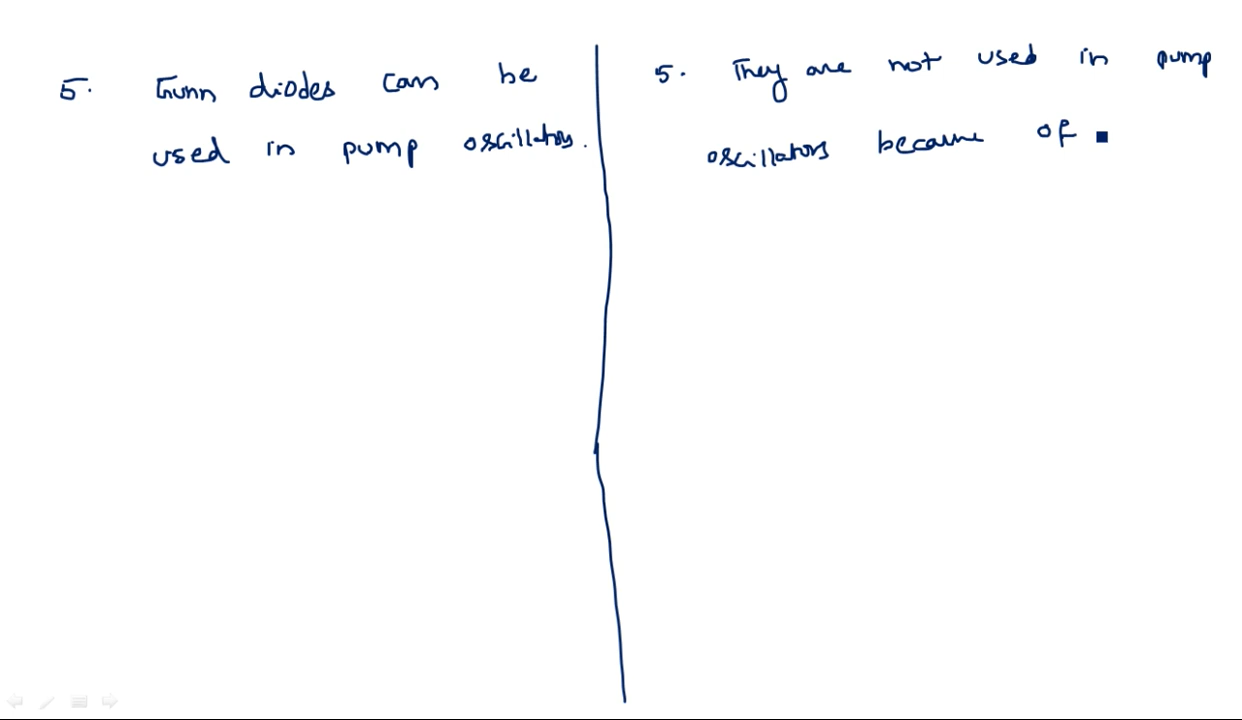 5. Gunn diodes can be
used in pump oscillators.
5. They are not used in pump
oscillators because of